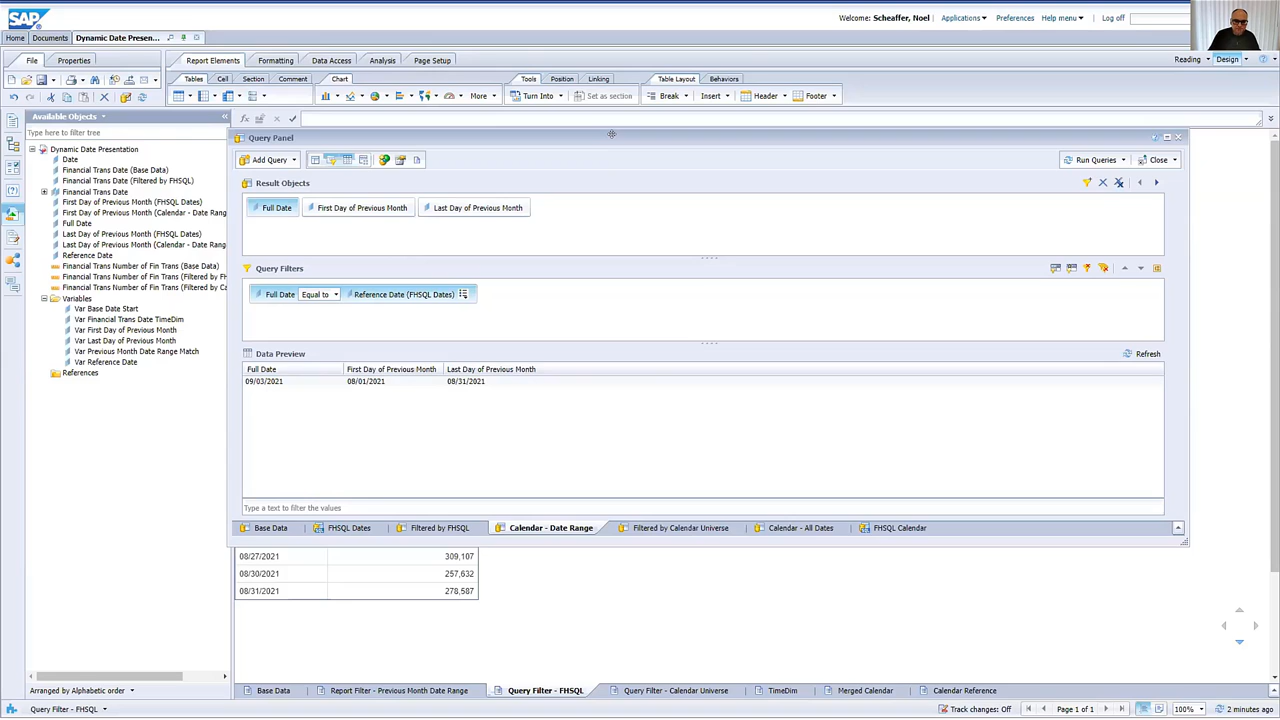 SAP
Welcome: Scheaffer, Noel
Applications
Preferences
Help menu
Log off
Home
Documents
Dynamic Date Presen...
File
Properties
Report Elements
Formatting
Data Access
Analysis
Page Setup
Reading
Design
Tables
Cell
Section
Comment
Chart
Tools
Position
Linking
Table Layout
Behaviors
More
Turn Into
Set as section
Break
Insert
Header
Footer
Available Objects
Type here to filter tree
Dynamic Date Presentation
Date
Financial Trans Date (Base Data)
Financial Trans Date (Filtered by FHSQL)
Financial Trans Date
First Day of Previous Month (FHSQL Dates)
First Day of Previous Month (Calendar - Date Rang
Full Date
Last Day of Previous Month (FHSQL Dates)
Last Day of Previous Month (Calendar - Date Rang
Reference Date
Financial Trans Number of Fin Trans (Base Data)
Financial Trans Number of Fin Trans (Filtered by FH
Financial Trans Number of Fin Trans (Filtered by Ca
Variables
Var Base Date Start
Var Financial Trans Date TimeDim
Var First Day of Previous Month
Var Last Day of Previous Month
Var Previous Month Date Range Match
Var Reference Date
References
Arranged by Alphabetic order
Query Panel
Add Query
Run Queries
Close
Result Objects
Full Date
First Day of Previous Month
Last Day of Previous Month
Query Filters
Full Date Equal to Reference Date (FHSQL Dates)
Data Preview
Refresh
Full Date First Day of Previous Month Last Day of Previous Month
09/03/2021 08/01/2021 08/31/2021
Type a text to filter the values
Base Data
FHSQL Dates
Filtered by FHSQL
Calendar - Date Range
Filtered by Calendar Universe
Calendar - All Dates
FHSQL Calendar
08/27/2021 309,107
08/30/2021 257,632
08/31/2021 278,587
Base Data
Report Filter - Previous Month Date Range
Query Filter - FHSQL
Query Filter - Calendar Universe
TimeDim
Merged Calendar
Calendar Reference
Query Filter - FHSQL
Track changes: Off
Page 1 of 1
100%
2 minutes ago